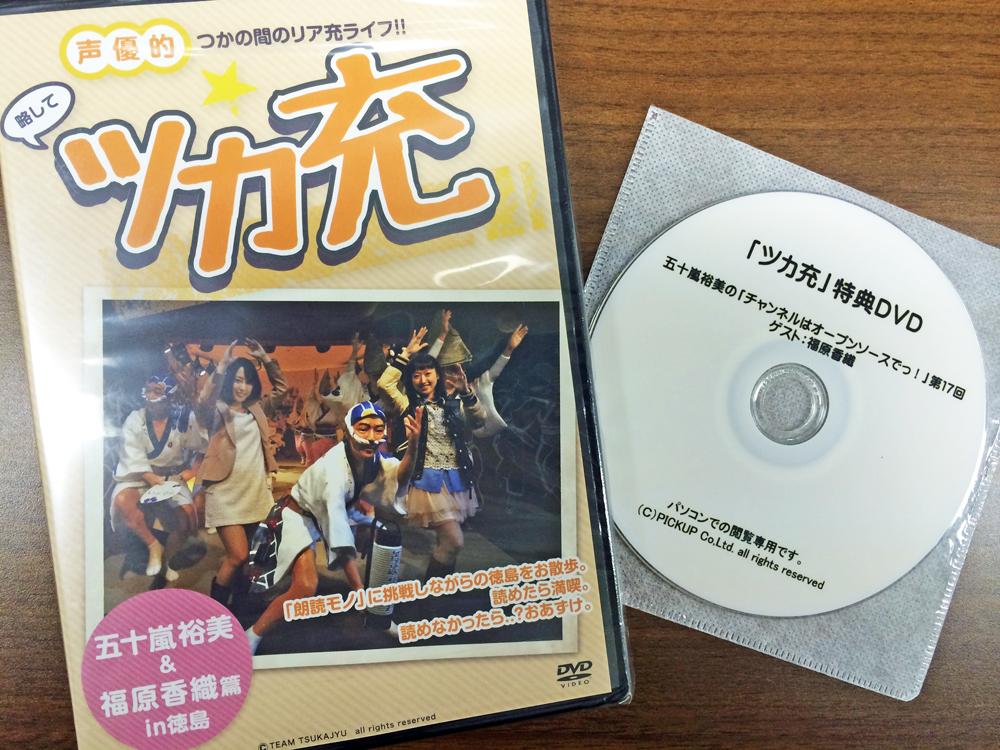 声優的
つかの間のリア充ライフ!!
略して
ツカ充
「朗読モノ」に挑戦しながらの徳島をお散歩。
読めたら満喫。
読めなかったら..?おあずけ。
五十嵐裕美
&
福原香織篇
in徳島
DVD
VIDEO
©TEAM TSUKAJYU all rights reserved
「ツカ充」特典DVD
五十嵐裕美の「チャンネルはオープンソースでっ!」第17回
ゲスト:福原香織
パソコンでの閲覧専用です。
(C)PICKUP Co,Ltd. all rights reserved